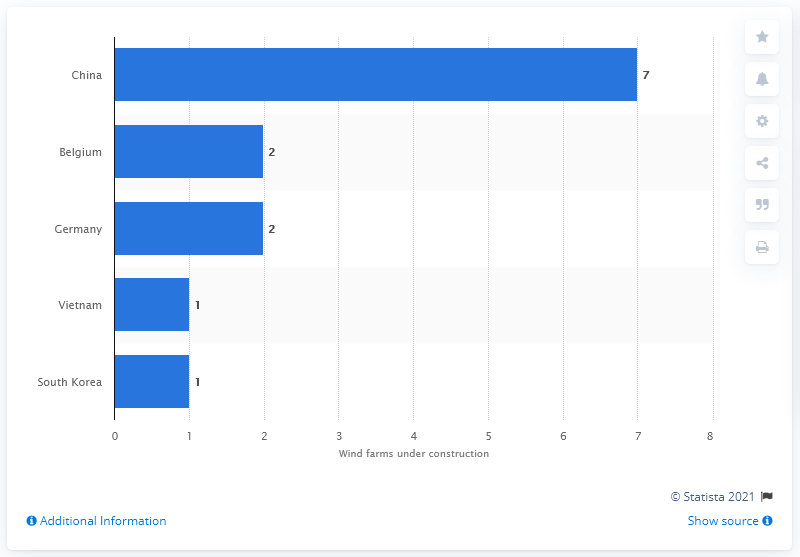 China
7
Belgium
2
Germany
2
Vietnam
1
South Korea
1
0 1 2 3 4 5 6 7 8
Wind farms under construction
© Statista 2021
Additional Information
Show source